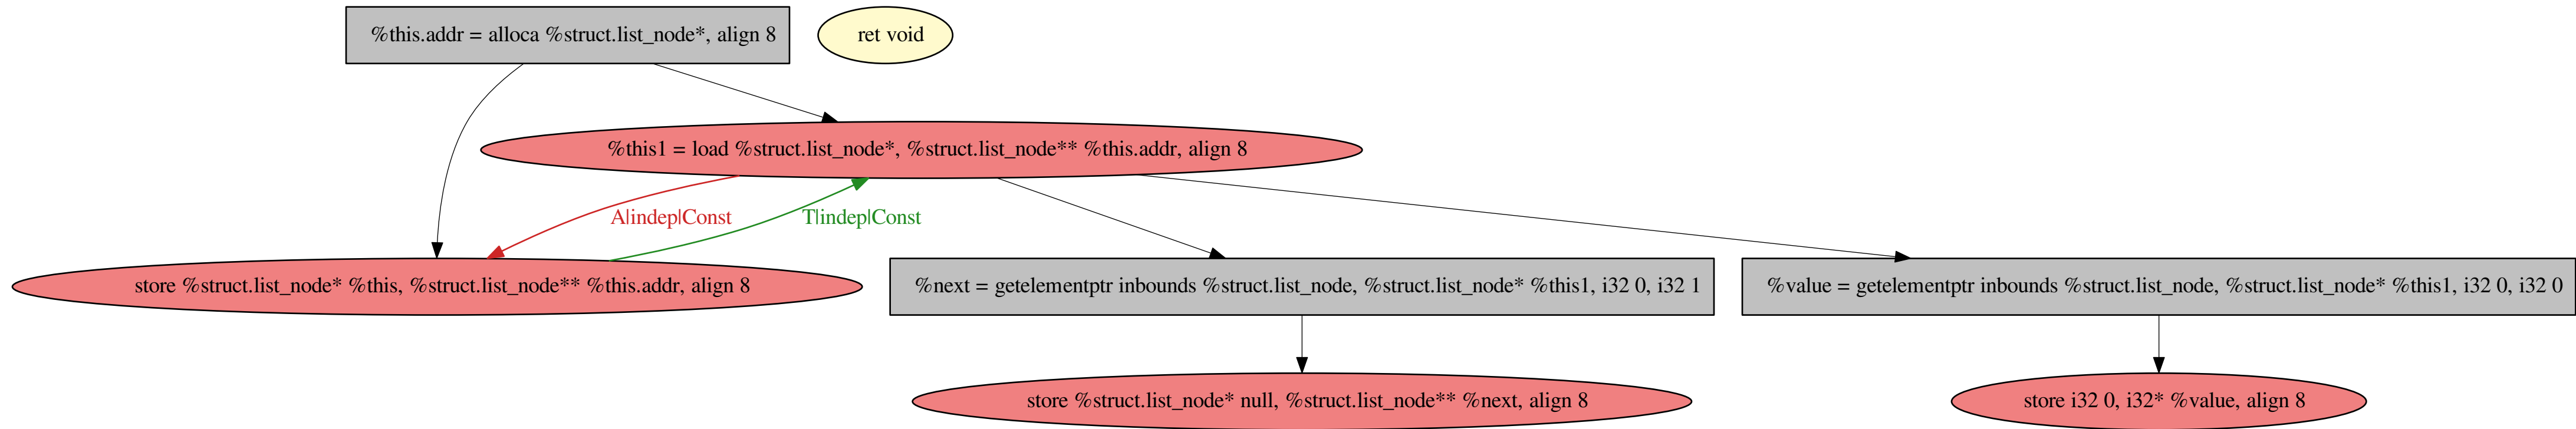 %this.addr = alloca %struct.list_node*, align 8
ret void
%this1 = load %struct.list_node*, %struct.list_node** %this.addr, align 8
A|indep|Const
T|indep|Const
store %struct.list_node* %this, %struct.list_node** %this.addr, align 8
%next = getelementptr inbounds %struct.list_node, %struct.list_node* %this1, i32 0, i32 1
%value = getelementptr inbounds %struct.list_node, %struct.list_node* %this1, i32 0, i32 0
store %struct.list_node* null, %struct.list_node** %next, align 8
store i32 0, i32* %value, align 8